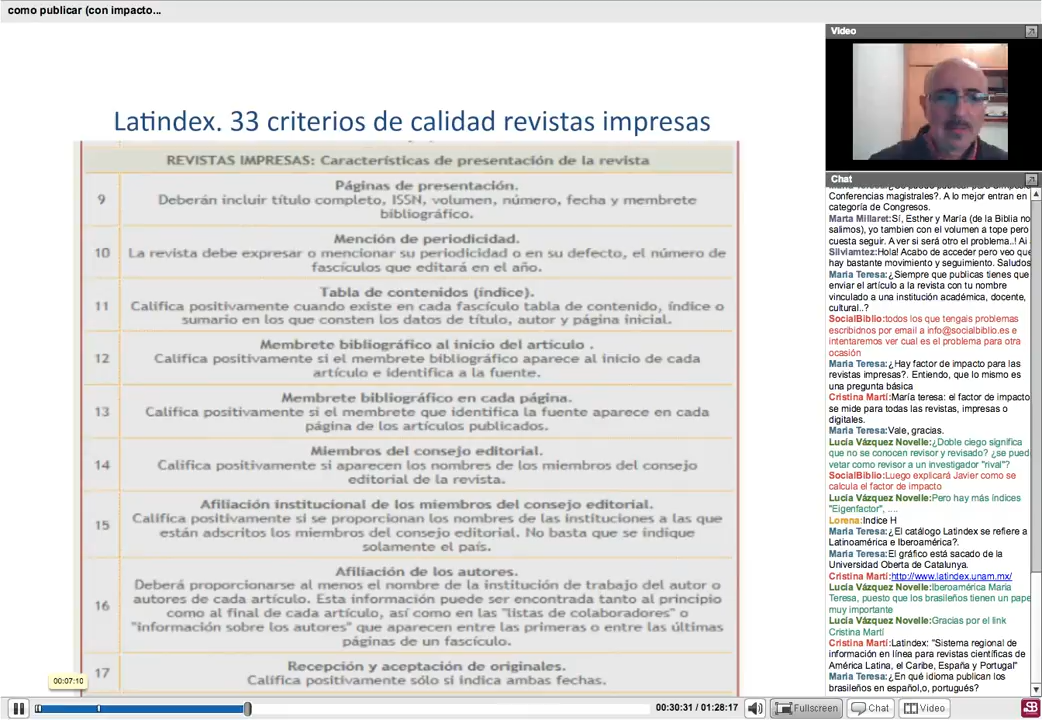 como publicar (con impacto...
Latindex. 33 criterios de calidad revistas impresas
REVISTAS IMPRESAS: Características de presentación de la revista
9
Páginas de presentación.
Deberán incluir título completo, ISSN, volumen, número, fecha y membrete
bibliográfico.
10
Mención de periodicidad.
La revista debe expresar o mencionar su periodicidad o en su defecto, el número de
fascículos que editará en el año.
11
Tabla de contenidos (índice).
Califica positivamente cuando existe en cada fascículo tabla de contenido, índice o
sumario en los que consten los datos de título, autor y página inicial.
12
Membrete bibliográfico al inicio del artículo .
Califica positivamente si el membrete bibliográfico aparece al inicio de cada
artículo e identifica a la fuente.
13
Membrete bibliográfico en cada página.
Califica positivamente si el membrete que identifica la fuente aparece en cada
página de los artículos publicados.
14
Miembros del consejo editorial.
Califica positivamente si aparecen los nombres de los miembros del consejo
editorial de la revista.
15
Afiliación institucional de los miembros del consejo editorial.
Califica positivamente si se proporcionan los nombres de las instituciones a las que
están adscritos los miembros del consejo editorial. No basta que se indique
solamente el país.
16
Afiliación de los autores.
Deberá proporcionarse al menos el nombre de la institución de trabajo del autor o
autores de cada artículo. Esta información puede ser encontrada tanto al principio
como al final de cada artículo, así como en las "listas de colaboradores" o
"información sobre los autores" que aparecen entre las primeras o entre las últimas
páginas de un fascículo.
17
Recepción y aceptación de originales.
Califica positivamente sólo si indica ambas fechas.
Video
Chat
Conferencias magistrales?. A lo mejor entran en
categoría de Congresos.
Marta Millaret:Sí, Esther y María (de la Biblia no
salimos), yo tambien con el volumen a tope pero
cuesta seguir. A ver si será otro el problema..! Ai
Silviamtez:Hola! Acabo de acceder pero veo que
hay bastante movimiento y seguimiento. Saludos
Maria Teresa:¿Siempre que publicas tienes que
enviar el artículo a la revista con tu nombre
vinculado a una institución académica, docente,
cultural..?
SocialBiblio:todos los que tengais problemas
escribidnos por email a info@socialbiblio.es e
intentaremos ver cual es el problema para otra
ocasión
Maria Teresa:¿Hay factor de impacto para las
revistas impresas?. Entiendo, que lo mismo es
una pregunta básica
Cristina Martí:María teresa: el factor de impacto
se mide para todas las revistas, impresas o
digitales.
Maria Teresa:Vale, gracias.
Lucía Vázquez Novelle:¿Doble ciego significa
que no se conocen revisor y revisado? ¿se pued
vetar como revisor a un investigador "rival"?
SocialBiblio:Luego explicará Javier como se
calcula el factor de impacto
Lucía Vázquez Novelle:Pero hay más índices
"Eigenfactor", ....
Lorena:Indice H
Maria Teresa:¿El catálogo Latindex se refiere a
Latinoamérica e Iberoamérica?.
Maria Teresa:El gráfico está sacado de la
Universidad Oberta de Catalunya.
Cristina Martí:http://www.latindex.unam.mx/
Lucía Vázquez Novelle:Iberoamérica María
Teresa, puesto que los brasileños tienen un pape
muy importante
Lucía Vázquez Novelle:Gracias por el link
Cristina Martí
Cristina Martí:Latindex: "Sistema regional de
información en línea para revistas científicas de
América Latina, el Caribe, España y Portugal"
Maria Teresa:¿En qué idioma publican los
brasileños en español,o, portugués?
00:07:10
00:30:31 / 01:28:17
Fullscreen
Chat
Video
SB